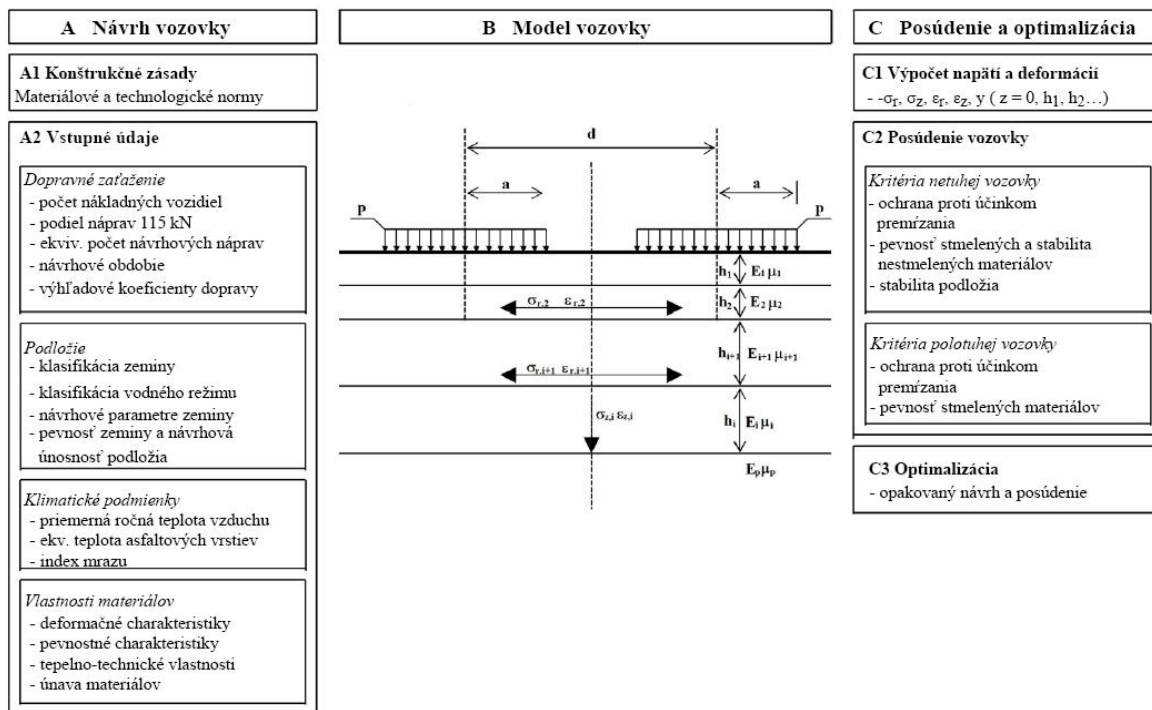 A Návrh vozovky
A1 Konštrukčné zásady
Materiálové a technologické normy
A2 Vstupné údaje
Dopravné zaťaženie
- počet nákladných vozidiel
- podiel náprav 115 kN
- ekviv. počet návrhových náprav
- návrhové obdobie
- výhľadové koeficienty dopravy
Podložie
- klasifikácia zeminy
- klasifikácia vodného režimu
- návrhové parametre zeminy
- pevnosť zeminy a návrhová
únosnosť podložia
Klimatické podmienky
- priemerná ročná teplota vzduchu
- ekv. teplota asfaltových vrstiev
- index mrazu
Vlastnosti materiálov
- deformačné charakteristiky
- pevnostné charakteristiky
- tepelno-technické vlastnosti
- únava materiálov
B Model vozovky
d
a a
p p
h₁ E₁ μ₁
σr,2 εr,2 h₂ E₂ μ₂
hi+1 Ei+1 μi+1
σr,i+1 εr,i+1
σz,i εz,i hi Ei μi
Ep μp
C Posúdenie a optimalizácia
C1 Výpočet napätí a deformácií
- -σr, σz, εr, εz, y ( z = 0, h₁, h₂…)
C2 Posúdenie vozovky
Kritéria netuhej vozovky
- ochrana proti účinkom
premŕzania
- pevnosť stmelených a stabilita
nestmelených materiálov
- stabilita podložia
Kritéria polotuhej vozovky
- ochrana proti účinkom
premŕzania
- pevnosť stmelených materiálov
C3 Optimalizácia
- opakovaný návrh a posúdenie